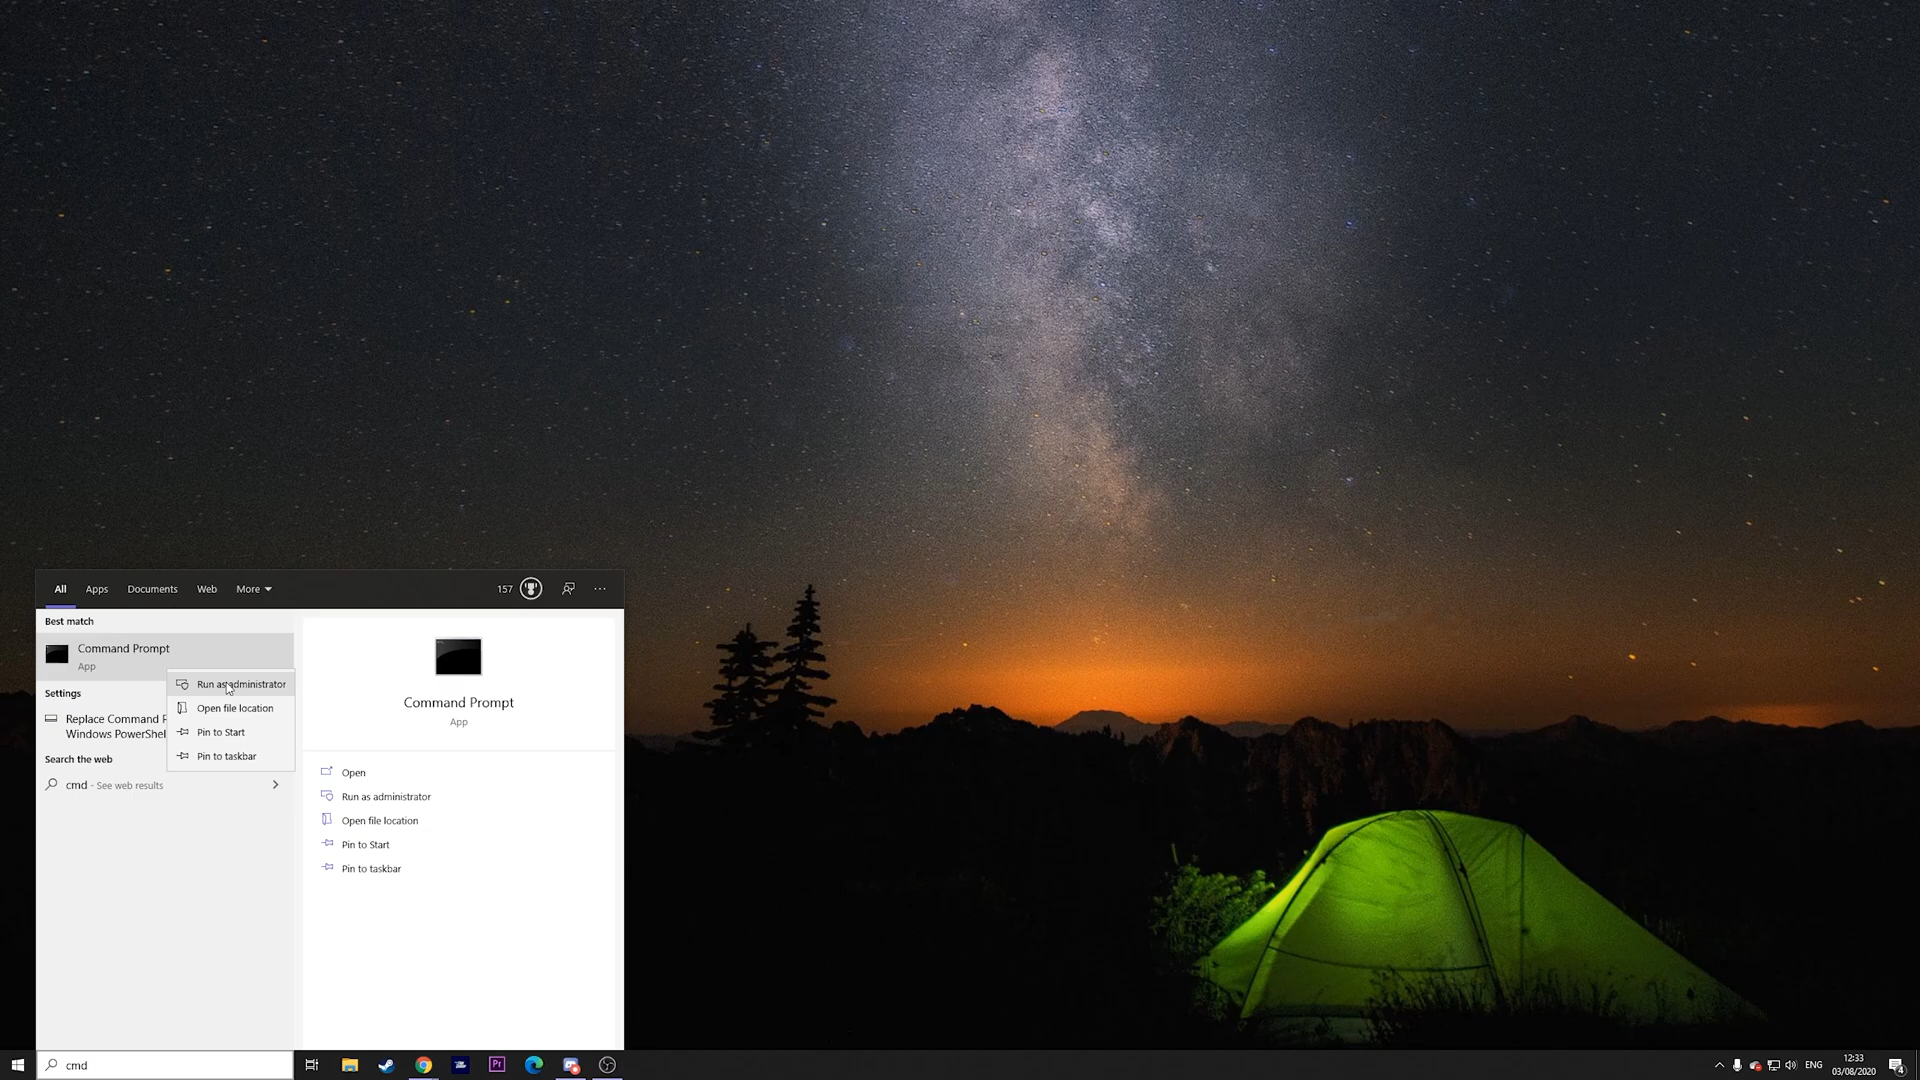 All
Apps
Documents
Web
More
157
Best match
Command Prompt
App
Settings
Replace Command P
Windows PowerShel
Search the web
cmd - See web results
Run as administrator
Open file location
Pin to Start
Pin to taskbar
Command Prompt
App
Open
Run as administrator
Open file location
Pin to Start
Pin to taskbar
cmd
Pr
ENG
12:33
03/08/2020
4